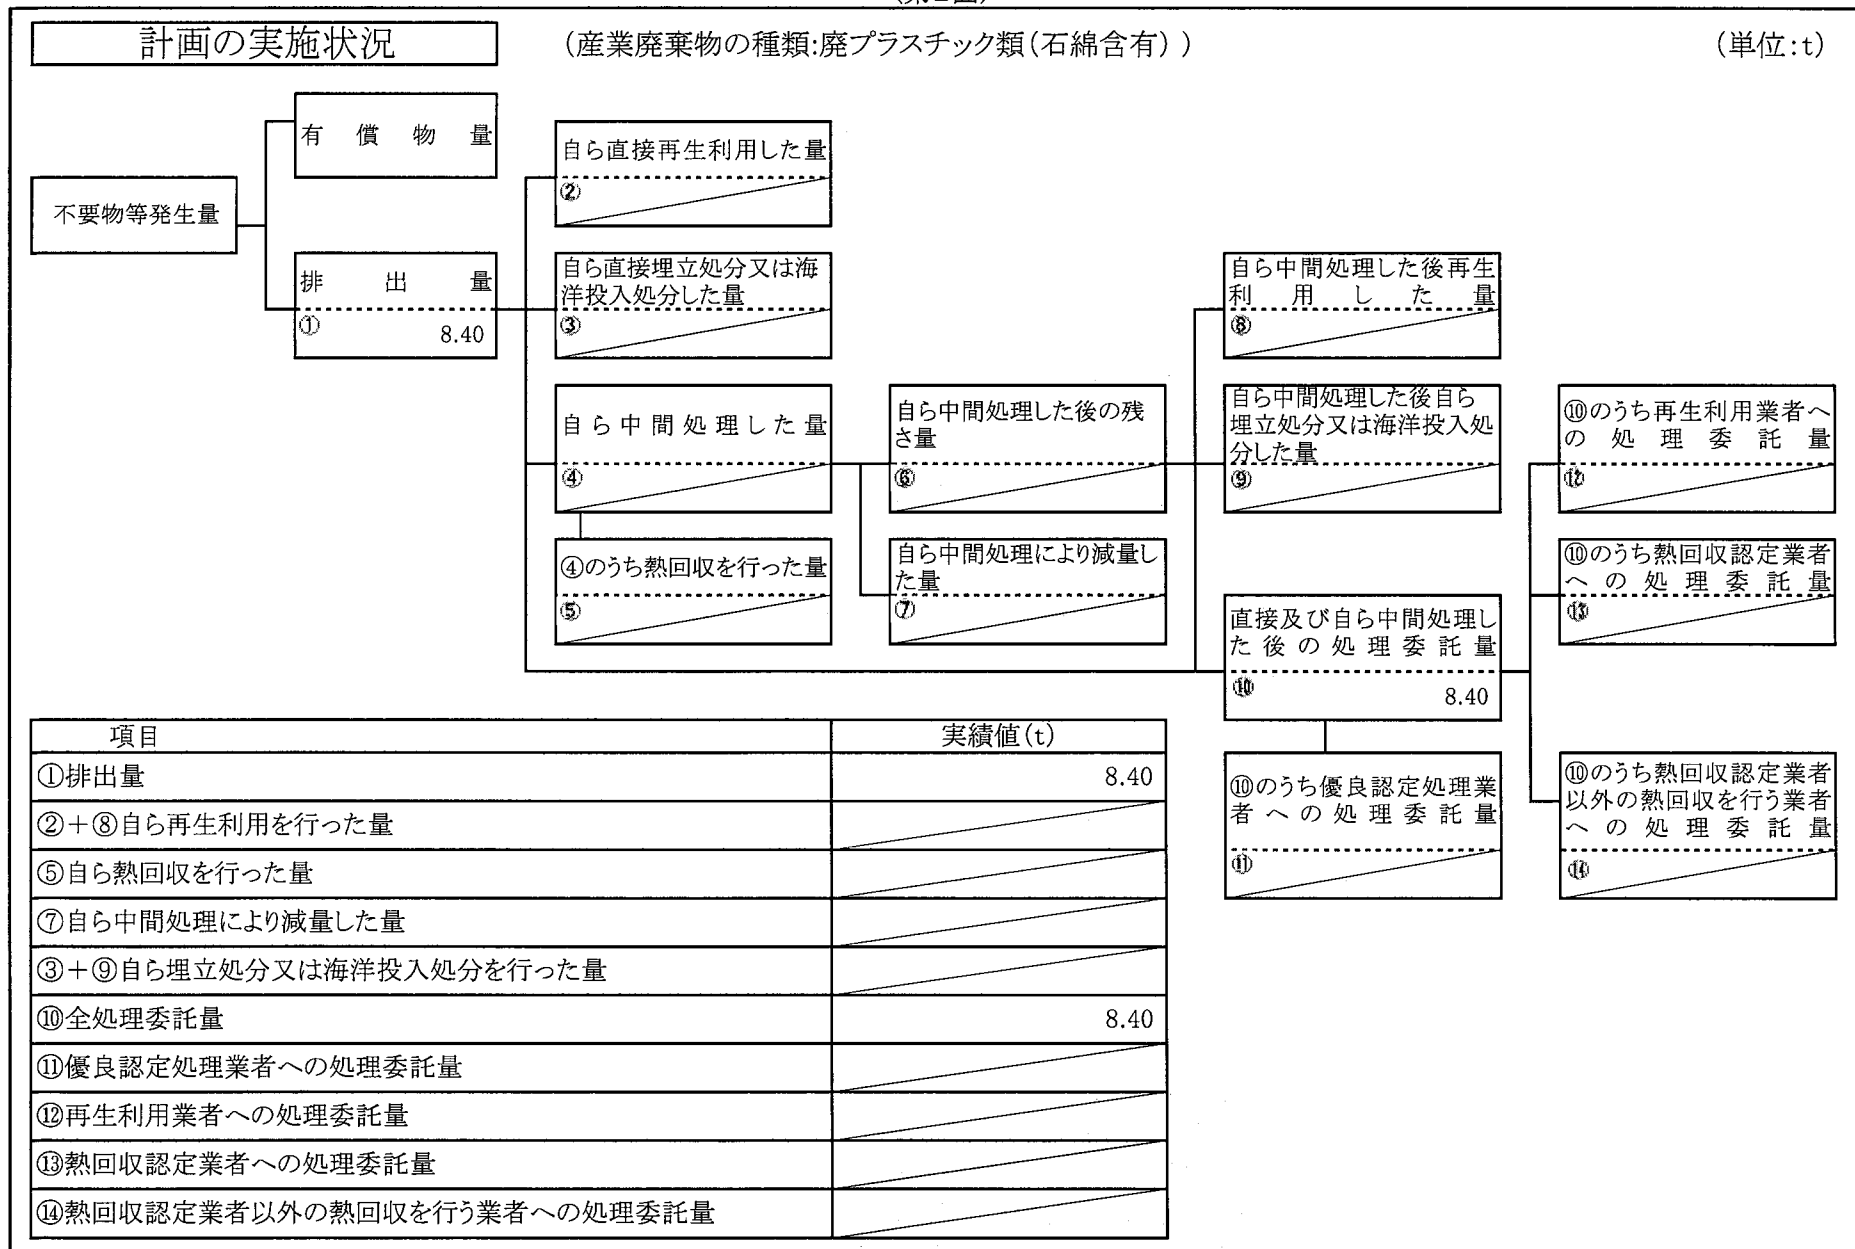 計画の実施状況
(産業廃棄物の種類:廃プラスチック類(石綿含有))
(単位:t)
不要物等発生量
有償物量
排出量
①
8.40
自ら直接再生利用した量
②
自ら直接埋立処分又は海
洋投入処分した量
③
自ら中間処理した量
④
④のうち熱回収を行った量
⑤
自ら中間処理した後の残
さ量
⑥
自ら中間処理により減量し
た量
⑦
自ら中間処理した後再生
利用した量
⑧
自ら中間処理した後自ら
埋立処分又は海洋投入処
分した量
⑨
直接及び自ら中間処理し
た後の処理委託量
⑩
8.40
⑩のうち優良認定処理業
者への処理委託量
⑪
⑩のうち再生利用業者へ
の処理委託量
⑫
⑩のうち熱回収認定業者
への処理委託量
⑬
⑩のうち熱回収認定業者
以外の熱回収を行う業者
への処理委託量
⑭
項目 実績値(t)
①排出量 8.40
②+⑧自ら再生利用を行った量
⑤自ら熱回収を行った量
⑦自ら中間処理により減量した量
③+⑨自ら埋立処分又は海洋投入処分を行った量
⑩全処理委託量 8.40
⑪優良認定処理業者への処理委託量
⑫再生利用業者への処理委託量
⑬熱回収認定業者への処理委託量
⑭熱回収認定業者以外の熱回収を行う業者への処理委託量